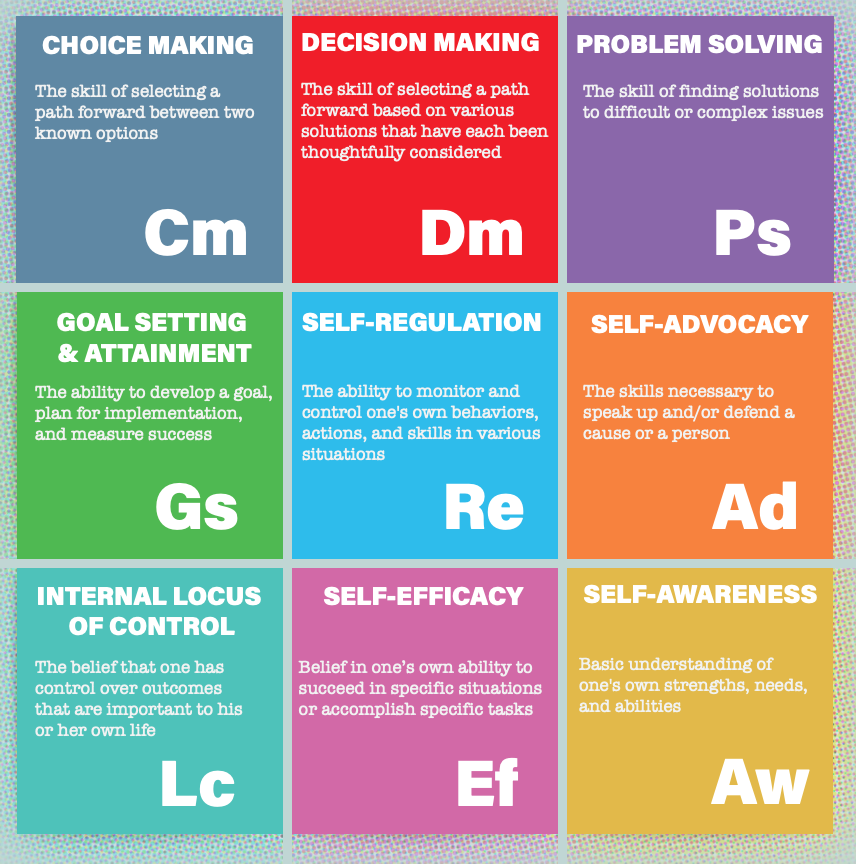 CHOICE MAKING
The skill of selecting a
path forward between two
known options
Cm
DECISION MAKING
The skill of selecting a path
forward based on various
solutions that have each been
thoughtfully considered
Dm
PROBLEM SOLVING
The skill of finding solutions
to difficult or complex issues
Ps
GOAL SETTING
& ATTAINMENT
The ability to develop a goal,
plan for implementation,
and measure success
Gs
SELF-REGULATION
The ability to monitor and
control one's own behaviors,
actions, and skills in various
situations
Re
SELF-ADVOCACY
The skills necessary to
speak up and/or defend a
cause or a person
Ad
INTERNAL LOCUS
OF CONTROL
The belief that one has
control over outcomes
that are important to his
or her own life
Lc
SELF-EFFICACY
Belief in one’s own ability to
succeed in specific situations
or accomplish specific tasks
Ef
SELF-AWARENESS
Basic understanding of
one's own strengths, needs,
and abilities
Aw